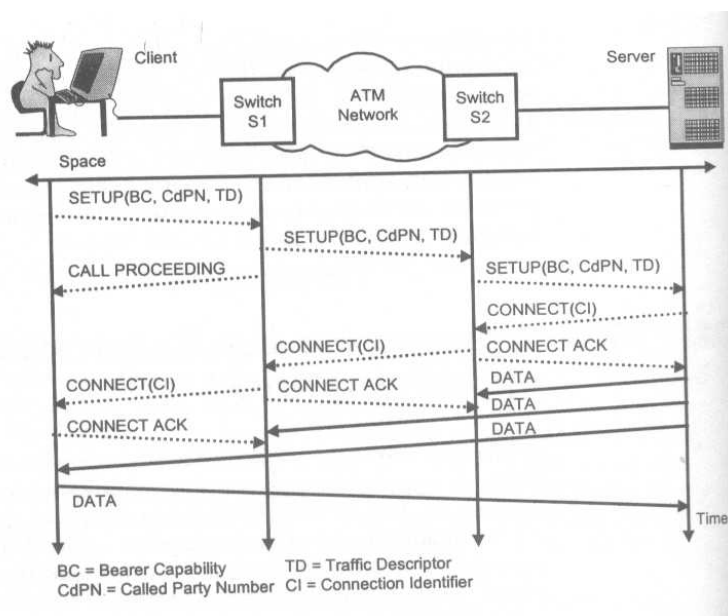 Client
Server
Switch
S1
ATM
Network
Switch
S2
Space
SETUP(BC, CdPN, TD)
SETUP(BC, CdPN, TD)
CALL PROCEEDING
SETUP(BC, CdPN, TD)
CONNECT(CI)
CONNECT(CI)
CONNECT ACK
DATA
CONNECT(CI)
CONNECT ACK
DATA
CONNECT ACK
DATA
DATA
Time
BC = Bearer Capability
TD = Traffic Descriptor
CdPN = Called Party Number
CI = Connection Identifier